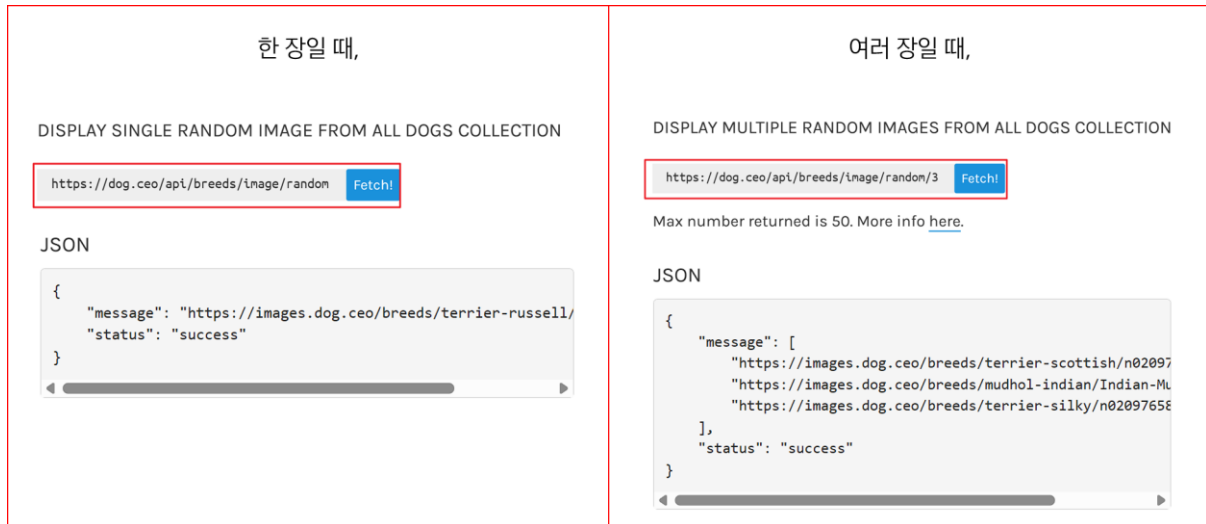 한 장일 때,
DISPLAY SINGLE RANDOM IMAGE FROM ALL DOGS COLLECTION
https://dog.ceo/api/breeds/image/random Fetch!
JSON
{
"message": "https://images.dog.ceo/breeds/terrier-russell/
"status": "success"
}
여러 장일 때,
DISPLAY MULTIPLE RANDOM IMAGES FROM ALL DOGS COLLECTION
https://dog.ceo/api/breeds/image/random/3 Fetch!
Max number returned is 50. More info here.
JSON
{
"message": [
"https://images.dog.ceo/breeds/terrier-scottish/n02097
"https://images.dog.ceo/breeds/mudhol-indian/Indian-Mu
"https://images.dog.ceo/breeds/terrier-silky/n02097658
],
"status": "success"
}